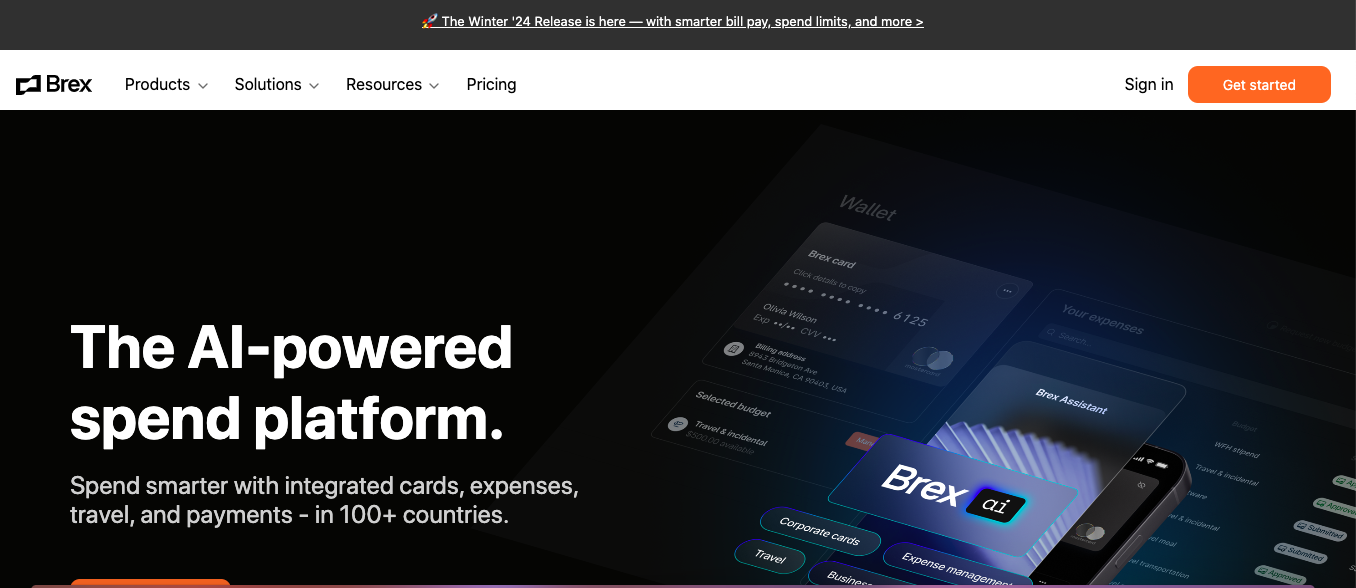 🚀 The Winter '24 Release is here — with smarter bill pay, spend limits, and more >
Brex
Products
Solutions
Resources
Pricing
Sign in
Get started
The AI-powered
spend platform.
Spend smarter with integrated cards, expenses,
travel, and payments - in 100+ countries.
Wallet
Brex card
Click details to copy
•••• •••• •••• 6125
Olivia Wilson
Exp ••/•• CVV •••
Billing address
8943 Bridgeron Ave
Santa Monica, CA 90403, USA
Selected budget
Travel & incidental
$500.00 available
Your expenses
Search...
Brex Assistant
Budget
WFH stipend
Travel & incidental
Brex ai
Corporate cards
Travel
Expense management
Submitted
Submitted
Approved